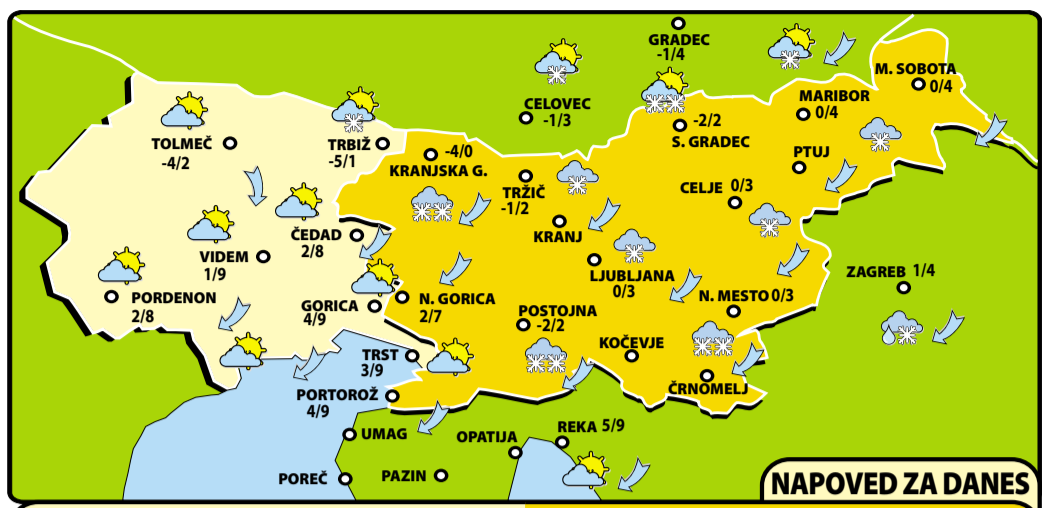 GRADEC
-1/4
M. SOBOTA
0/4
CELOVEC
-1/3
MARIBOR
0/4
TOLMEČ
-4/2
TRBIŽ
-5/1
-4/0
KRANJSKA G.
-2/2
S. GRADEC
PTUJ
TRŽIČ
-1/2
CELJE 0/3
KRANJ
ČEDAD
2/8
VIDEM
1/9
LJUBLJANA
0/3
ZAGREB 1/4
PORDENON
2/8
GORICA
4/9
N. GORICA
2/7
POSTOJNA
-2/2
N. MESTO 0/3
KOČEVJE
TRST
3/9
ČRNOMELJ
PORTOROŽ
4/9
UMAG
OPATIJA
REKA 5/9
POREČ
PAZIN
NAPOVED ZA DANES